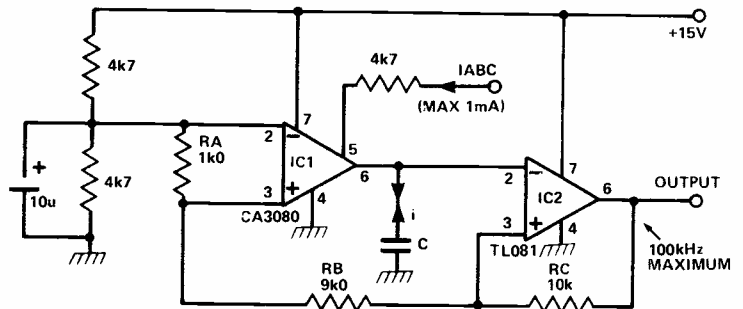 +15V
4k7
4k7
IABC
(MAX 1mA)
7
2
−
RA
1k0
IC1
5
6
3
+
4
CA3080
+
10u
4k7
i
C
7
2
−
IC2
6
OUTPUT
3
+
4
TL081
100kHz
MAXIMUM
RB
9k0
RC
10k